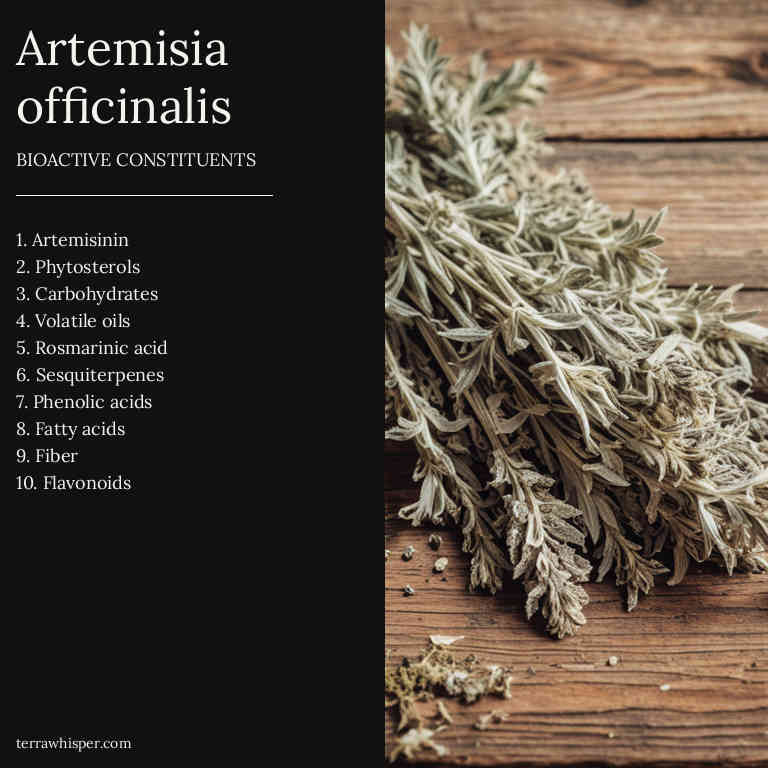 Artemisia
officinalis
BIOACTIVE CONSTITUENTS
1. Artemisinin
2. Phytosterols
3. Carbohydrates
4. Volatile oils
5. Rosmarinic acid
6. Sesquiterpenes
7. Phenolic acids
8. Fatty acids
9. Fiber
10. Flavonoids
terrawhisper.com